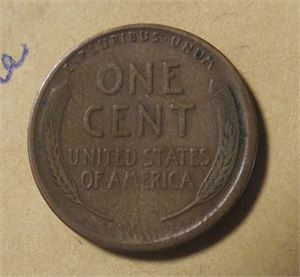 E·PLURIBUS·UNUM
ONE
CENT
UNITED STATES
OF AMERICA